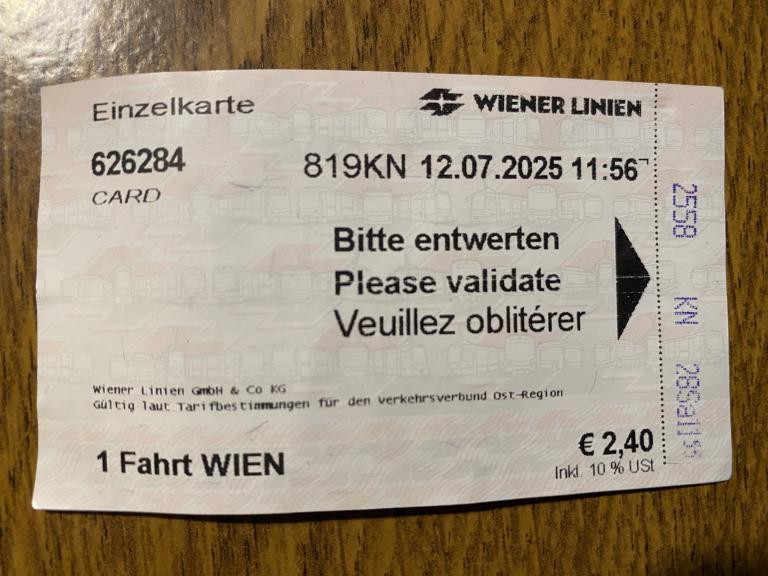 Einzelkarte
WIENER LINIEN
626284
819KN 12.07.2025 11:56
CARD
Bitte entwerten
Please validate
Veuillez oblitérer
Wiener Linien GmbH & Co KG
Gültig laut Tarifbestimmungen für den Verkehrsverbund Ost-Region
1 Fahrt WIEN
€ 2,40
Inkl. 10 % USt
2558 KN